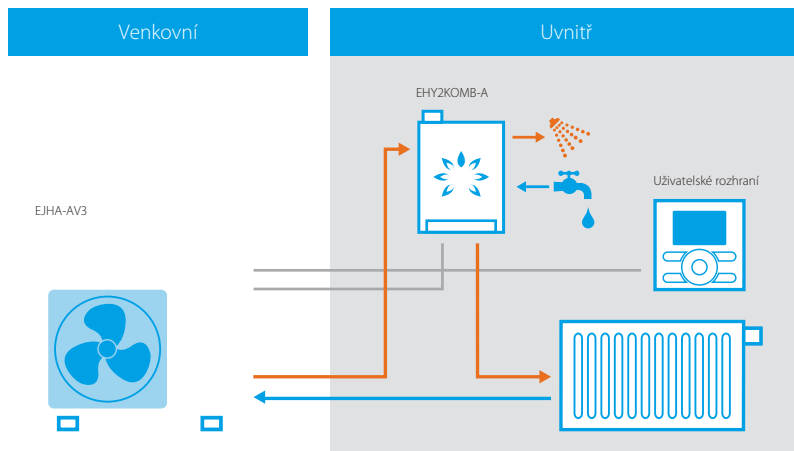 Venkovní
Uvnitř
EHY2KOMB-A
Uživatelské rozhraní
EJHA-AV3